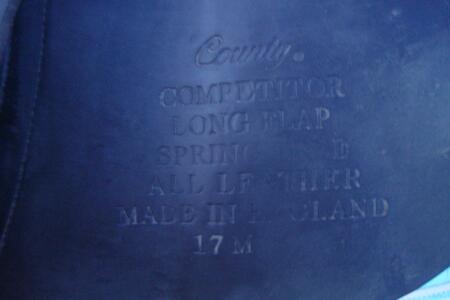 County®
COMPETITOR
LONG FLAP
ALL LEATHER
MADE IN ENGLAND
17 M